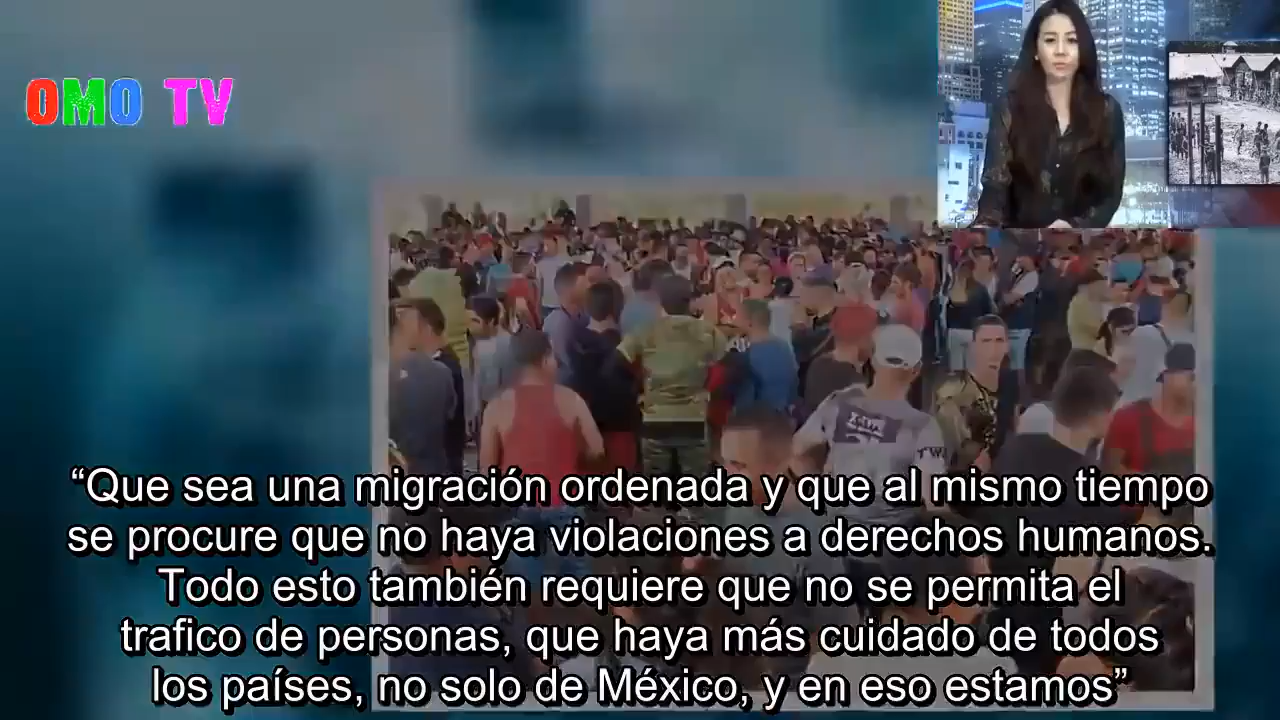 OMO TV
“Que sea una migración ordenada y que al mismo tiempo
se procure que no haya violaciones a derechos humanos.
Todo esto también requiere que no se permita el
trafico de personas, que haya más cuidado de todos
los países, no solo de México, y en eso estamos”